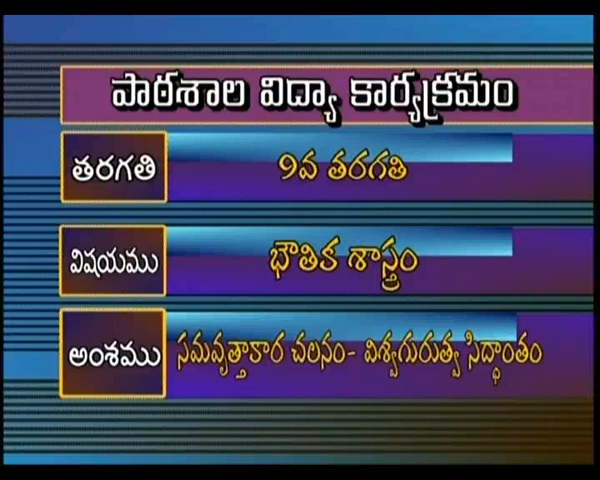 పాఠశాల విద్యా కార్యక్రమం
తరగతి 9వ తరగతి
విషయము భౌతిక శాస్త్రం
అంశము సమవృత్తాకార చలనం- విశ్వగురుత్వ సిద్ధాంతం